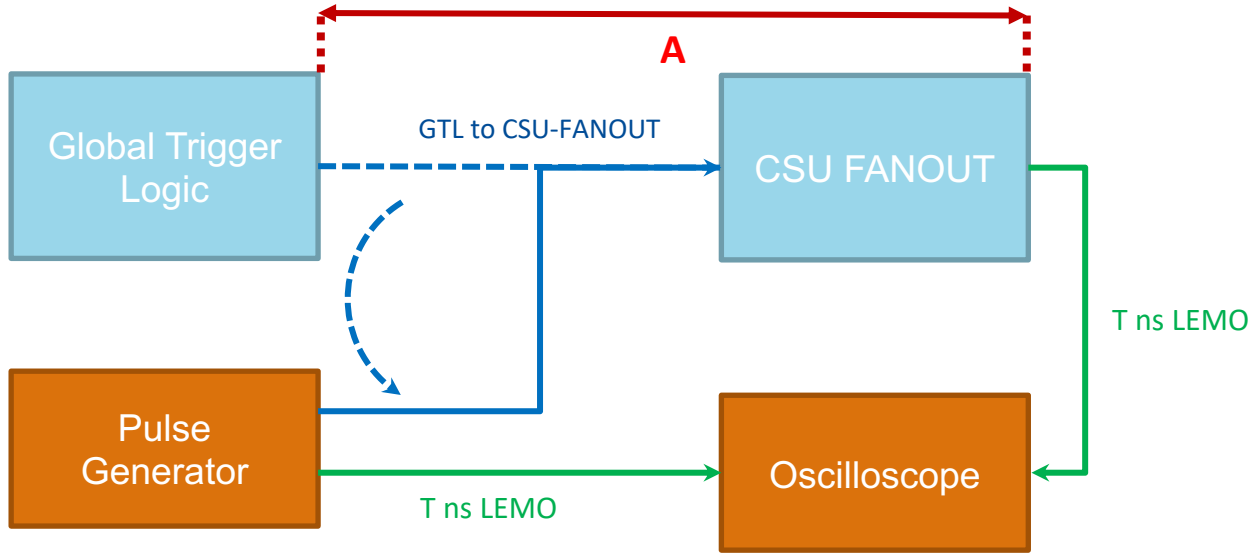 A
Global Trigger
Logic
GTL to CSU-FANOUT
CSU FANOUT
T ns LEMO
Pulse
Generator
T ns LEMO
Oscilloscope